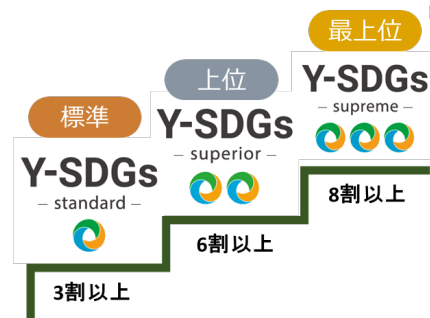 標準
Y-SDGs
– standard –
3割以上
上位
Y-SDGs
– superior –
6割以上
最上位
Y-SDGs
– supreme –
8割以上